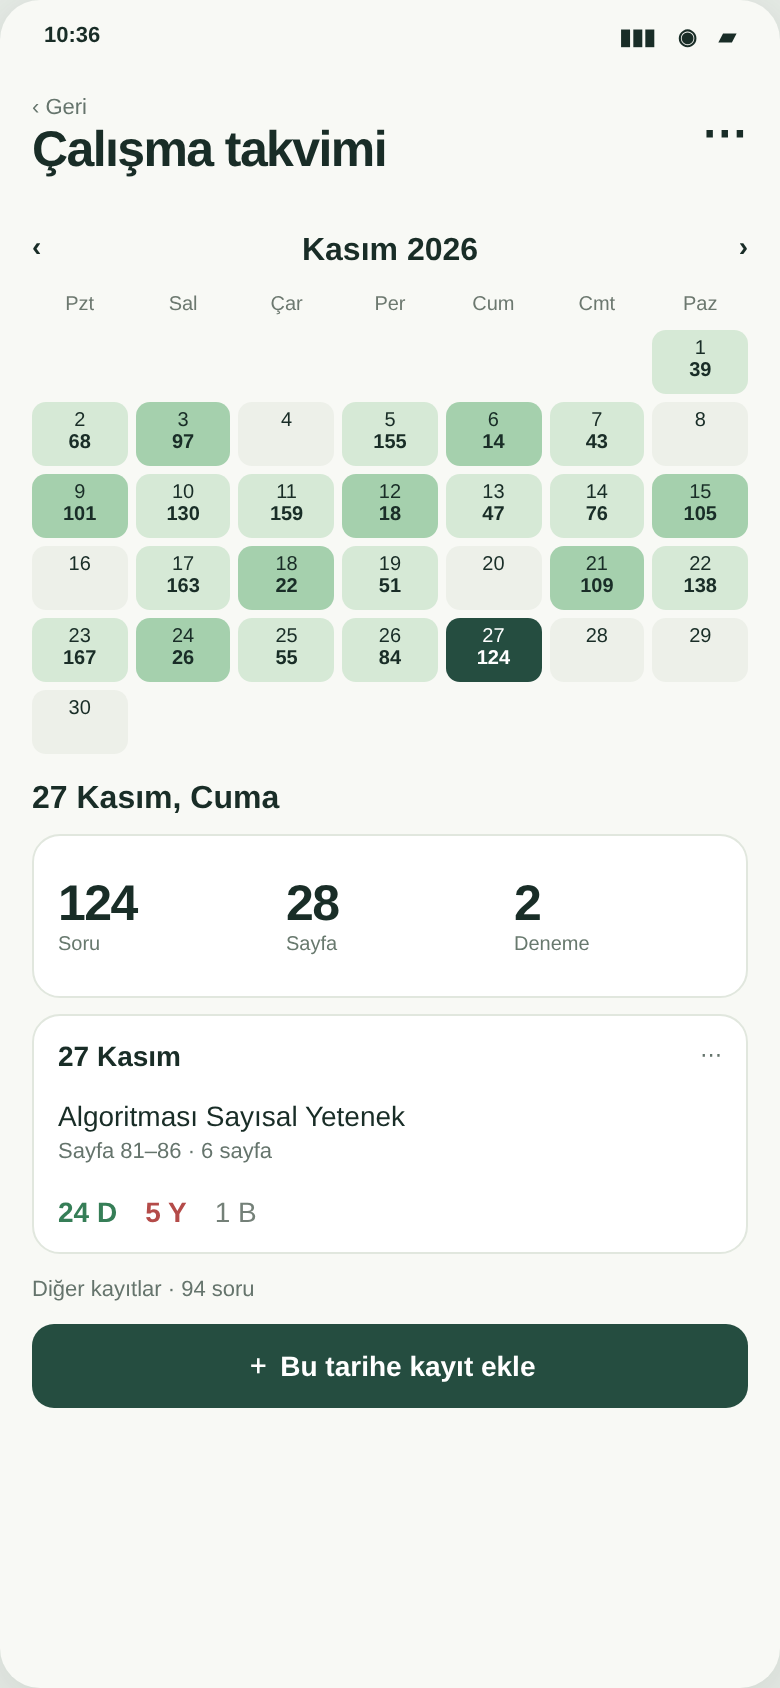 10:36
‹ Geri
Çalışma takvimi
⋯
‹ Kasım 2026 ›
Pzt Sal Çar Per Cum Cmt Paz
1
39
2 3 4 5 6 7 8
68 97 155 14 43
9 10 11 12 13 14 15
101 130 159 18 47 76 105
16 17 18 19 20 21 22
163 22 51 109 138
23 24 25 26 27 28 29
167 26 55 84 124
30
27 Kasım, Cuma
124 28 2
Soru Sayfa Deneme
27 Kasım ⋯
Algoritması Sayısal Yetenek
Sayfa 81–86 · 6 sayfa
24 D 5 Y 1 B
Diğer kayıtlar · 94 soru
+ Bu tarihe kayıt ekle